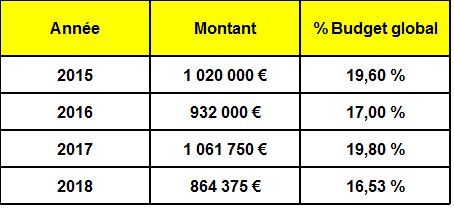 Année Montant % Budget global
2015 1 020 000 € 19,60 %
2016 932 000 € 17,00 %
2017 1 061 750 € 19,80 %
2018 864 375 € 16,53 %